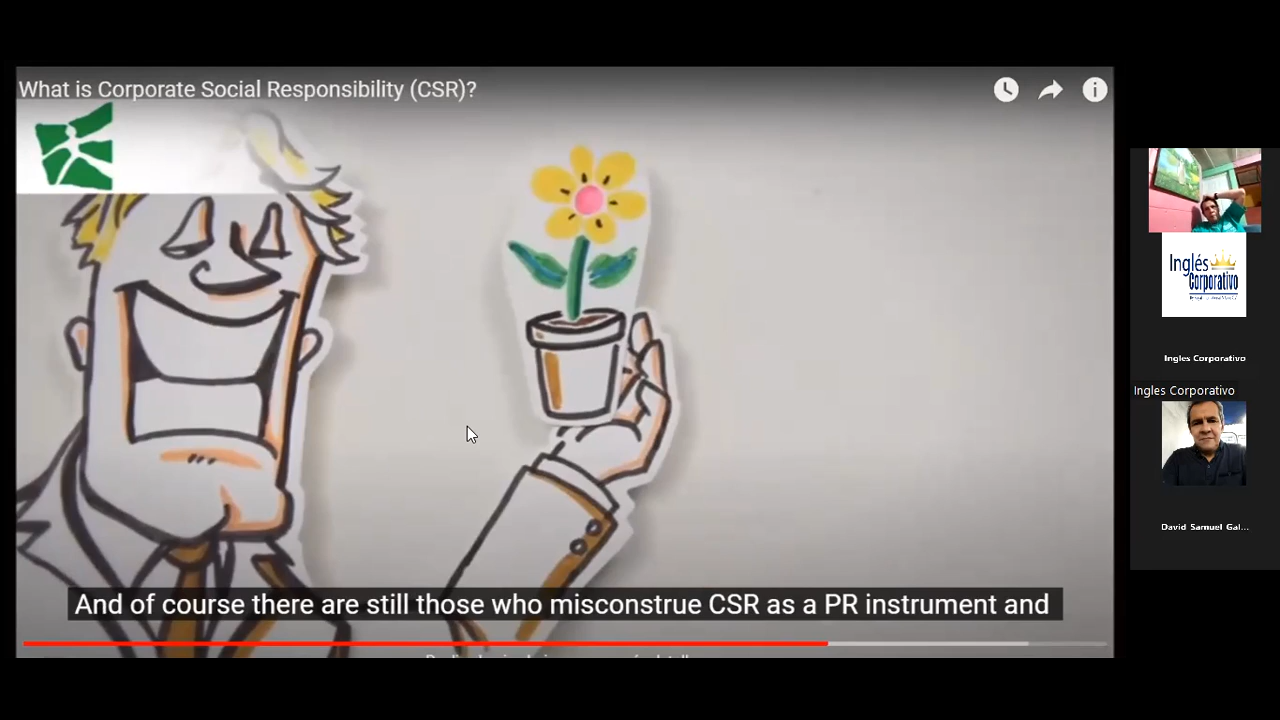 What is Corporate Social Responsibility (CSR)?
And of course there are still those who misconstrue CSR as a PR instrument and
Inglés
Corporativo
Ingles Corporativo
Ingles Corporativo
David Samuel Gal...